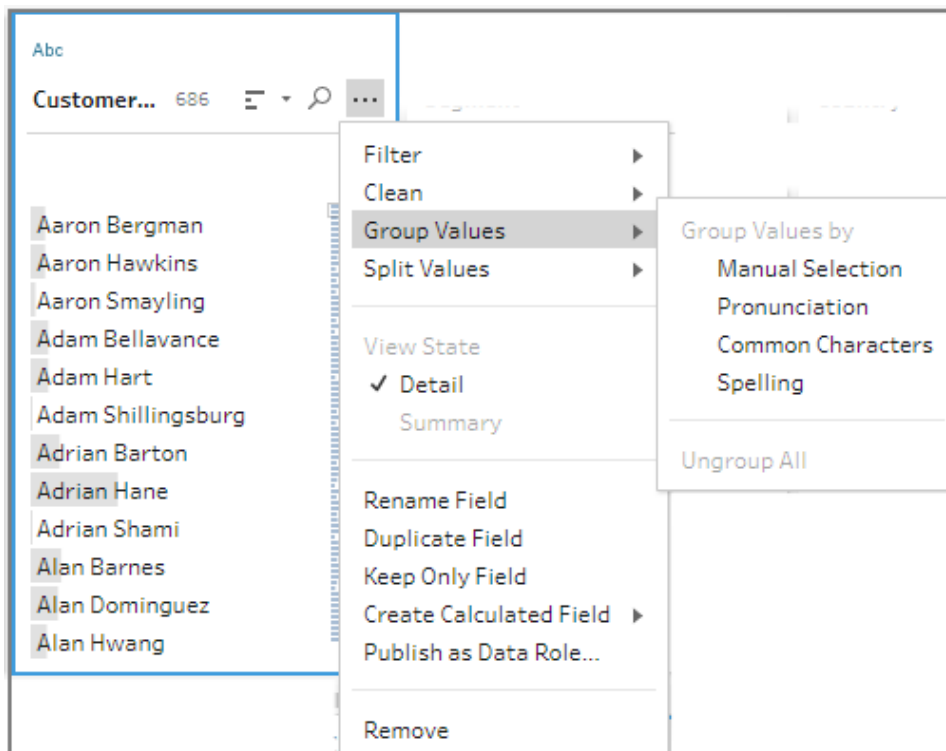 Abc
Customer... 686
Aaron Bergman
Aaron Hawkins
Aaron Smayling
Adam Bellavance
Adam Hart
Adam Shillingsburg
Adrian Barton
Adrian Hane
Adrian Shami
Alan Barnes
Alan Dominguez
Alan Hwang
Filter
Clean
Group Values
Split Values
View State
Detail
Summary
Rename Field
Duplicate Field
Keep Only Field
Create Calculated Field
Publish as Data Role...
Remove
Group Values by
Manual Selection
Pronunciation
Common Characters
Spelling
Ungroup All